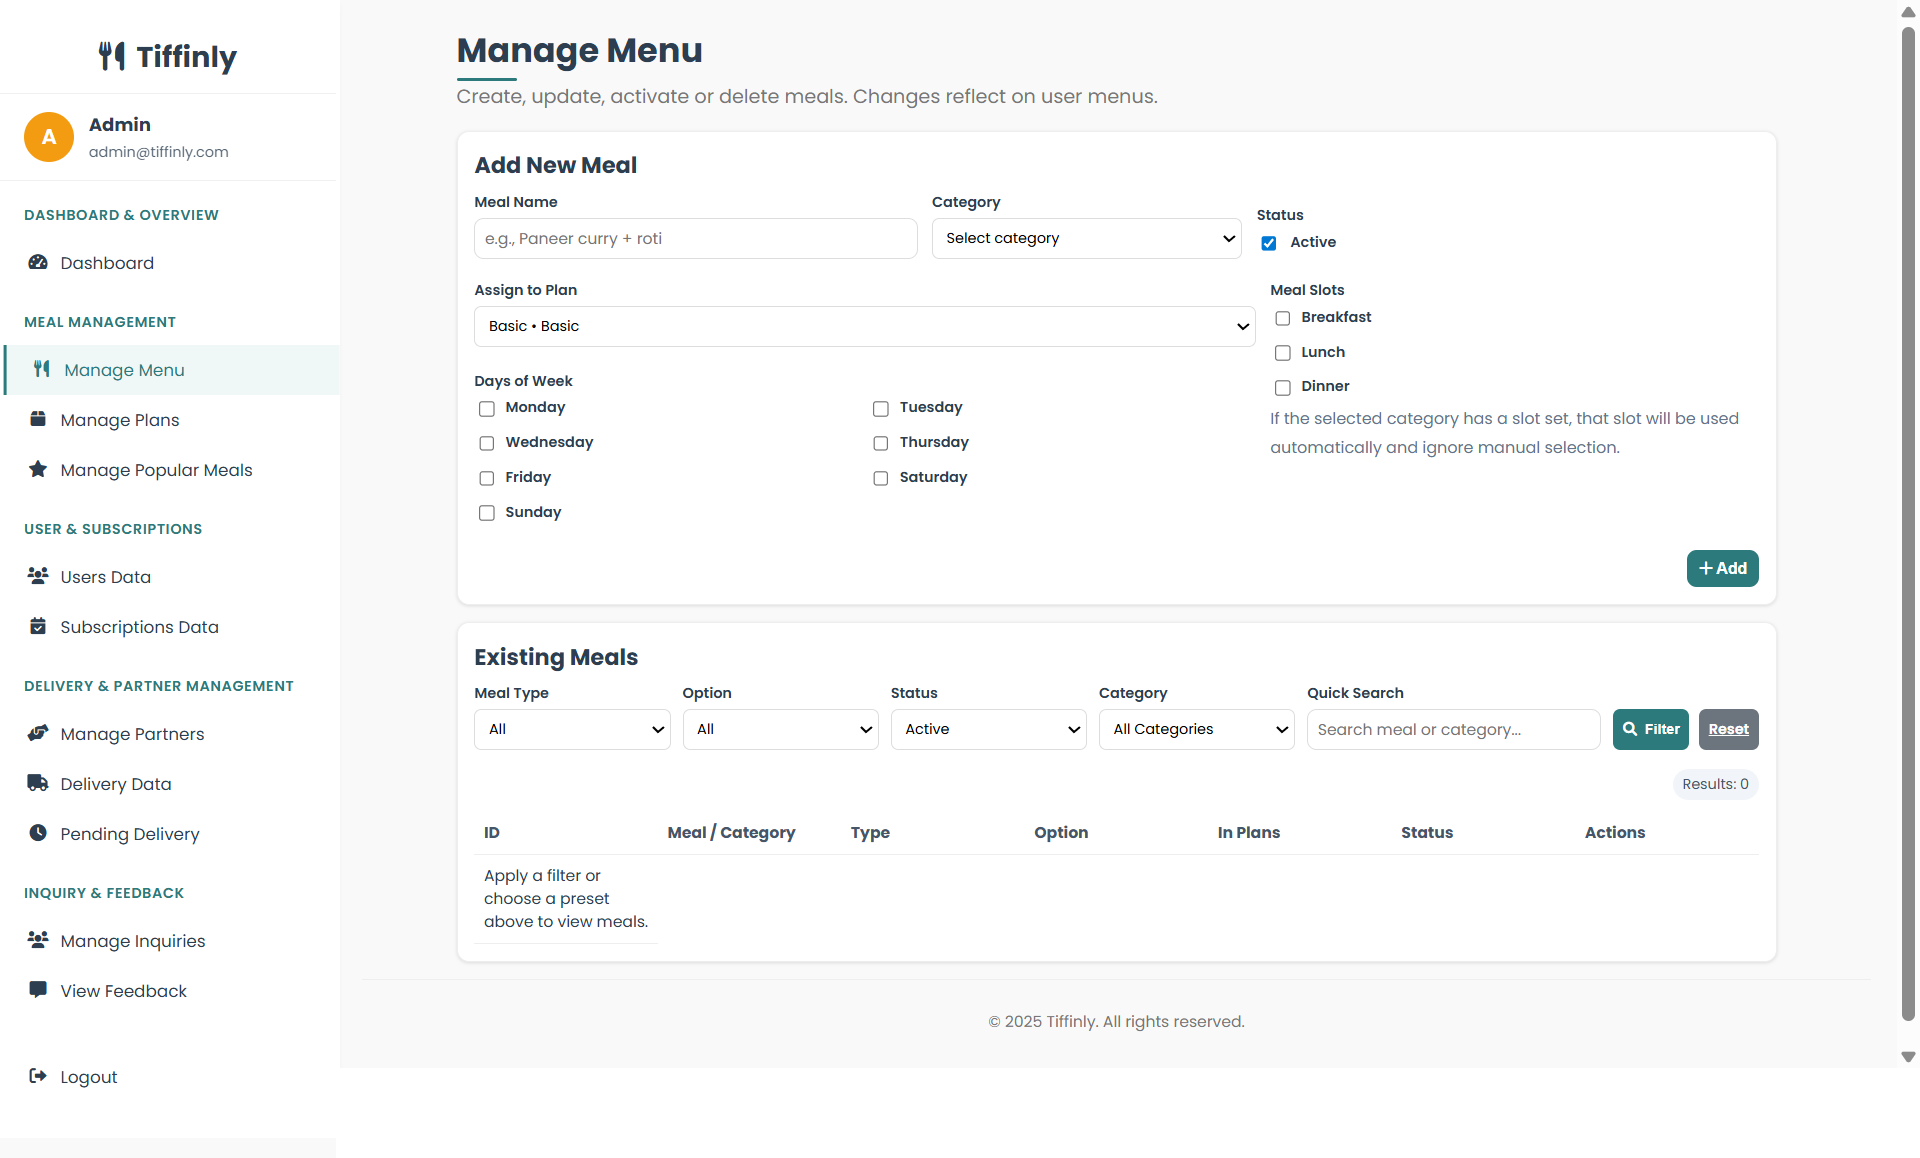 Tiffinly
A
Admin
admin@tiffinly.com
DASHBOARD & OVERVIEW
Dashboard
MEAL MANAGEMENT
Manage Menu
Manage Plans
Manage Popular Meals
USER & SUBSCRIPTIONS
Users Data
Subscriptions Data
DELIVERY & PARTNER MANAGEMENT
Manage Partners
Delivery Data
Pending Delivery
INQUIRY & FEEDBACK
Manage Inquiries
View Feedback
Logout
Manage Menu
Create, update, activate or delete meals. Changes reflect on user menus.
Add New Meal
Meal Name
e.g., Paneer curry + roti
Category
Select category
Status
Active
Assign to Plan
Basic • Basic
Meal Slots
Breakfast
Lunch
Dinner
If the selected category has a slot set, that slot will be used
automatically and ignore manual selection.
Days of Week
Monday
Tuesday
Wednesday
Thursday
Friday
Saturday
Sunday
Add
Existing Meals
Meal Type
All
Option
All
Status
Active
Category
All Categories
Quick Search
Search meal or category...
Filter
Reset
Results: 0
ID Meal / Category Type Option In Plans Status Actions
Apply a filter or
choose a preset
above to view meals.
© 2025 Tiffinly. All rights reserved.